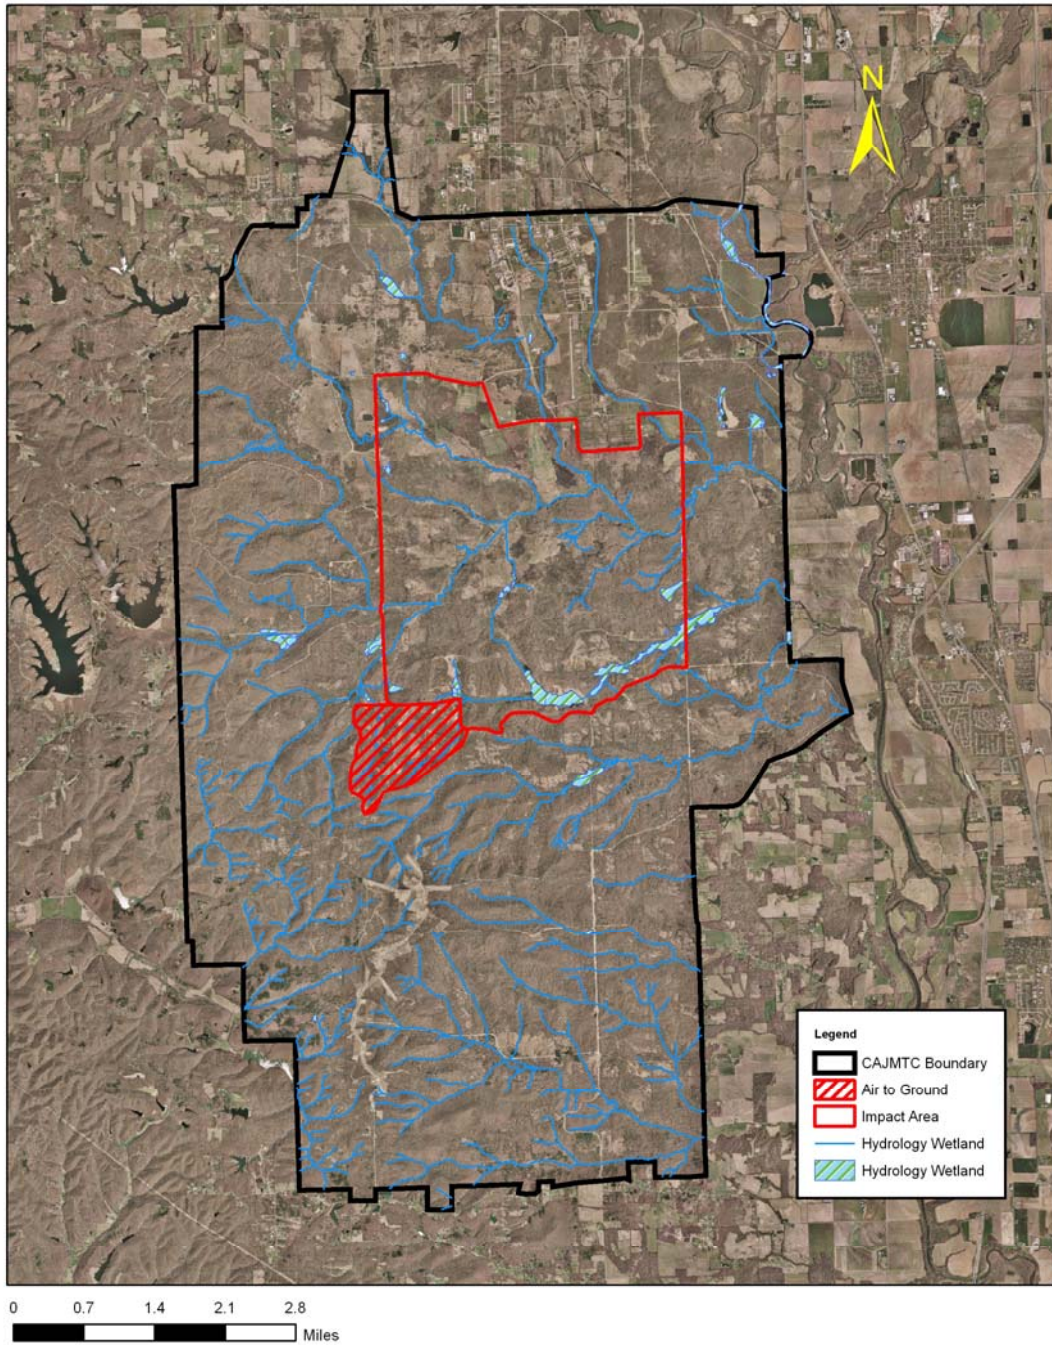 N
Legend
CAJMTC Boundary
Air to Ground
Impact Area
Hydrology Wetland
Hydrology Wetland
0 0.7 1.4 2.1 2.8
Miles